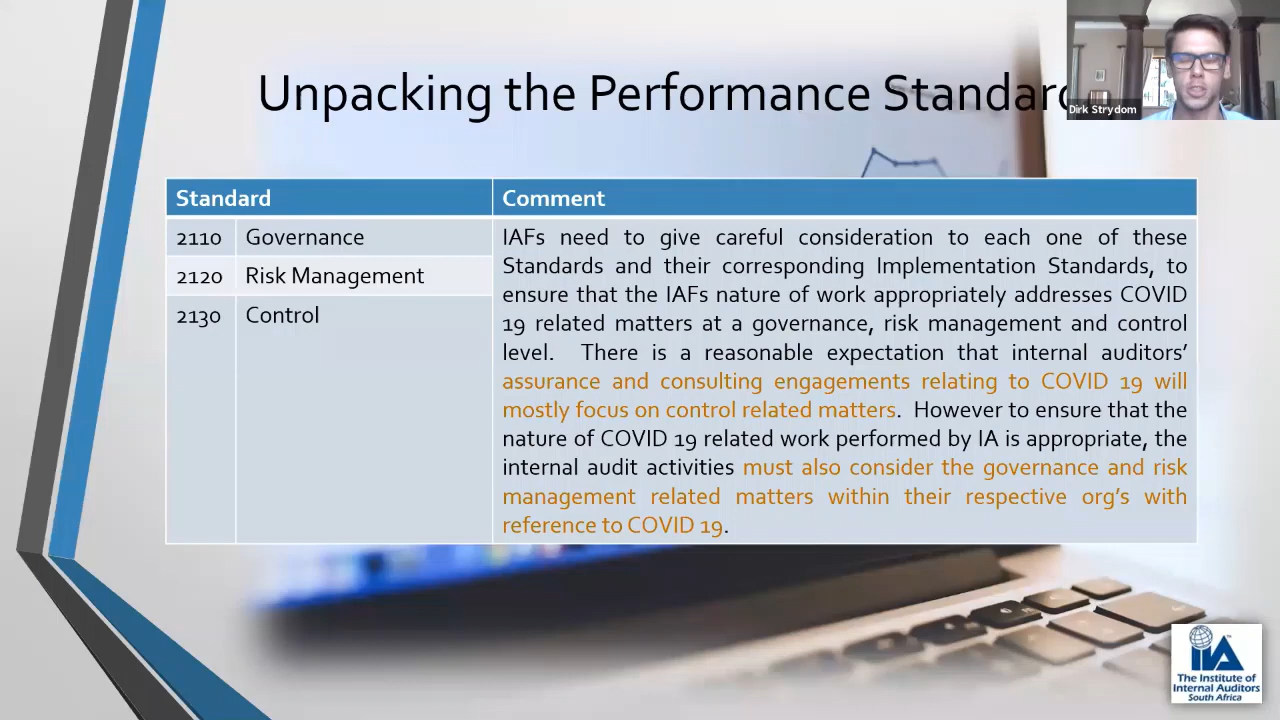 Unpacking the Performance Standard
Dirk Strydom
Standard Comment
2110 Governance
2120 Risk Management
2130 Control
IAFs need to give careful consideration to each one of these
Standards and their corresponding Implementation Standards, to
ensure that the IAFs nature of work appropriately addresses COVID
19 related matters at a governance, risk management and control
level. There is a reasonable expectation that internal auditors’
assurance and consulting engagements relating to COVID 19 will
mostly focus on control related matters. However to ensure that the
nature of COVID 19 related work performed by IA is appropriate, the
internal audit activities must also consider the governance and risk
management related matters within their respective org’s with
reference to COVID 19.
IIA
The Institute of
Internal Auditors
South Africa